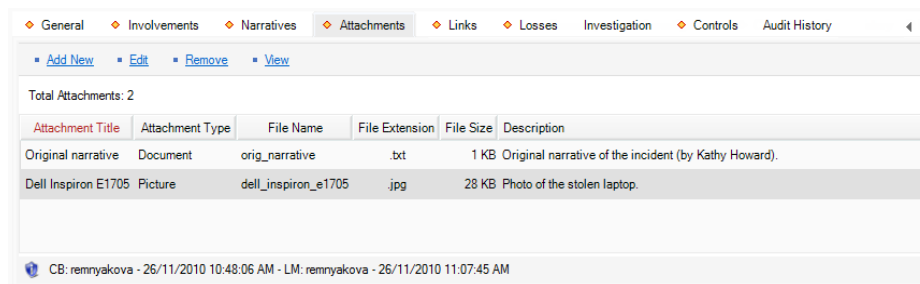 General Involvements Narratives Attachments Links Losses Investigation Controls Audit History
Add New Edit Remove View
Total Attachments: 2
Attachment Title Attachment Type File Name File Extension File Size Description
Original narrative Document orig_narrative .txt 1 KB Original narrative of the incident (by Kathy Howard).
Dell Inspiron E1705 Picture dell_inspiron_e1705 .jpg 28 KB Photo of the stolen laptop.
CB: remnyakova - 26/11/2010 10:48:06 AM - LM: remnyakova - 26/11/2010 11:07:45 AM